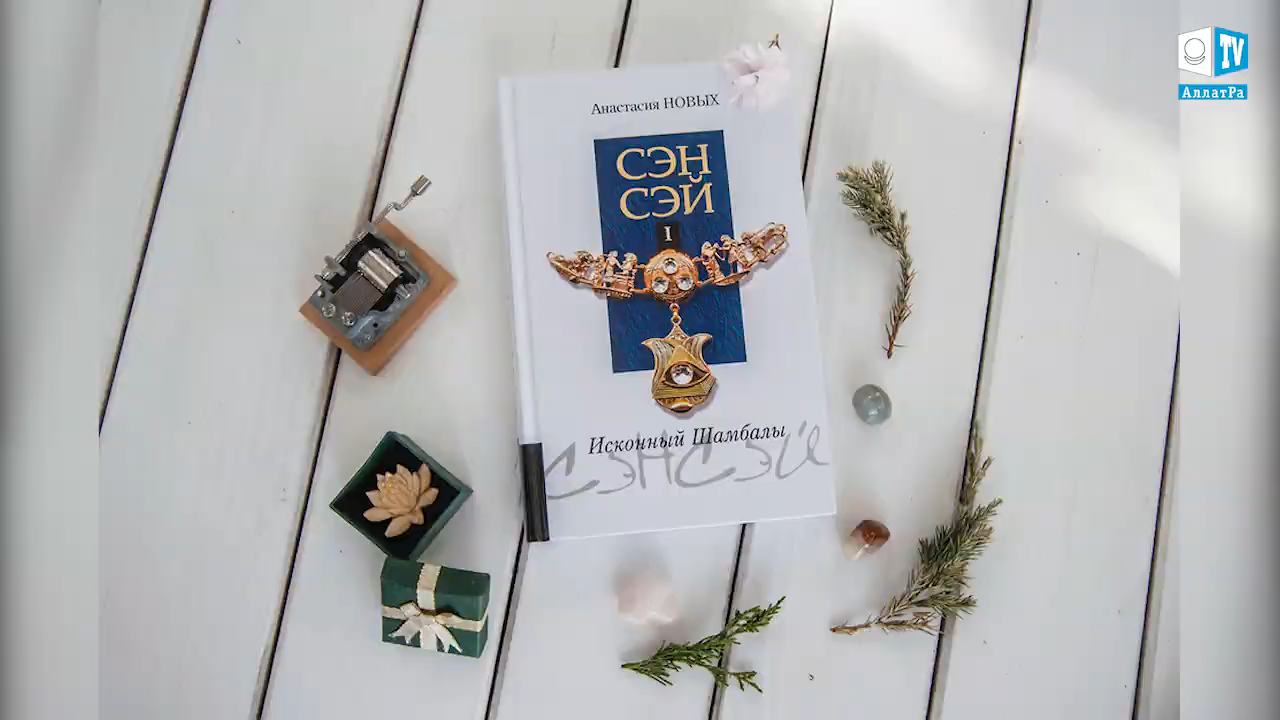 Анастасия НОВЫХ
СЭН
СЭЙ
I
Исконный Шамбалы
СЭНСЭЙ
TV
АллатРа